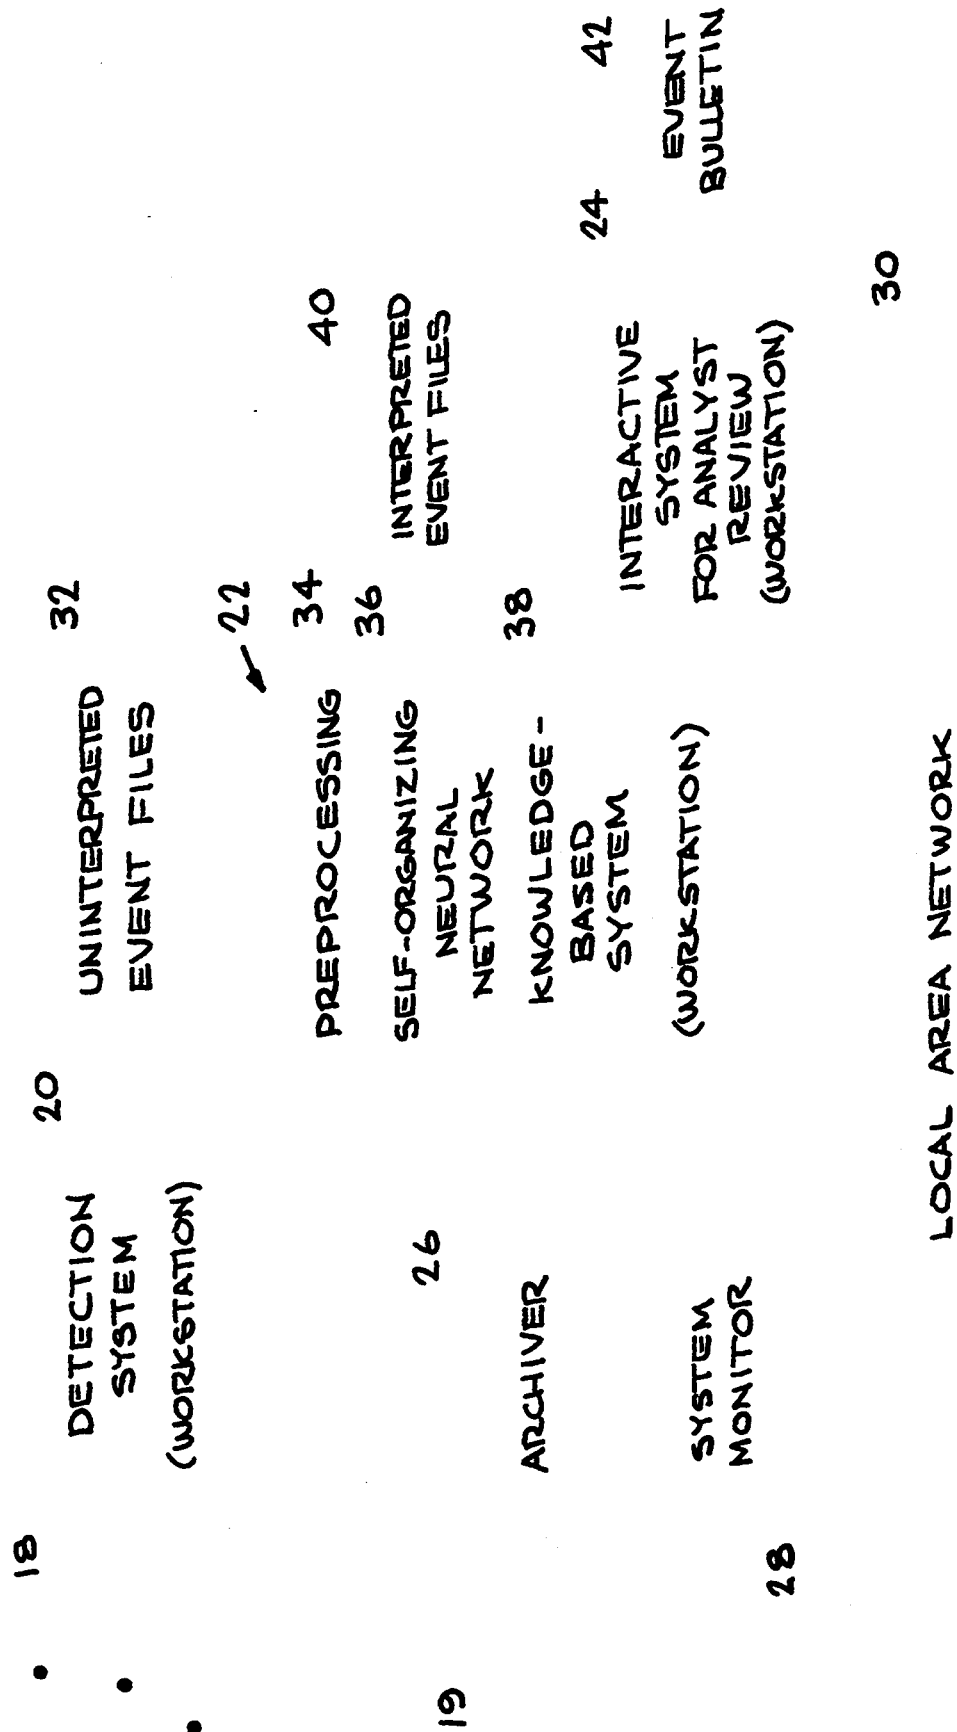 18
20
DETECTION
SYSTEM
(WORKSTATION)
32
UNINTERPRETED
EVENT FILES
22
34
PREPROCESSING
36
SELF-ORGANIZING
NEURAL
NETWORK
38
KNOWLEDGE-
BASED
SYSTEM
(WORKSTATION)
40
INTERPRETED
EVENT FILES
24
INTERACTIVE
SYSTEM
FOR ANALYST
REVIEW
(WORKSTATION)
42
EVENT
BULLETIN
19
26
ARCHIVER
SYSTEM
MONITOR
28
30
LOCAL AREA NETWORK